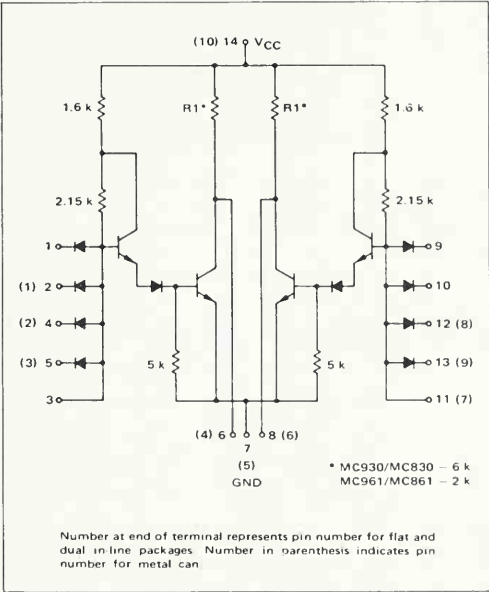 (10) 14 VCC
1.6 k R1* R1* 1.6 k
2.15 k 2.15 k
1 9
(1) 2 10
(2) 4 12 (8)
(3) 5 13 (9)
5 k 5 k
3 11 (7)
(4) 6 8 (6)
7
(5)
GND
* MC930/MC830 – 6 k
MC961/MC861 – 2 k
Number at end of terminal represents pin number for flat and
dual in-line packages. Number in parenthesis indicates pin
number for metal can